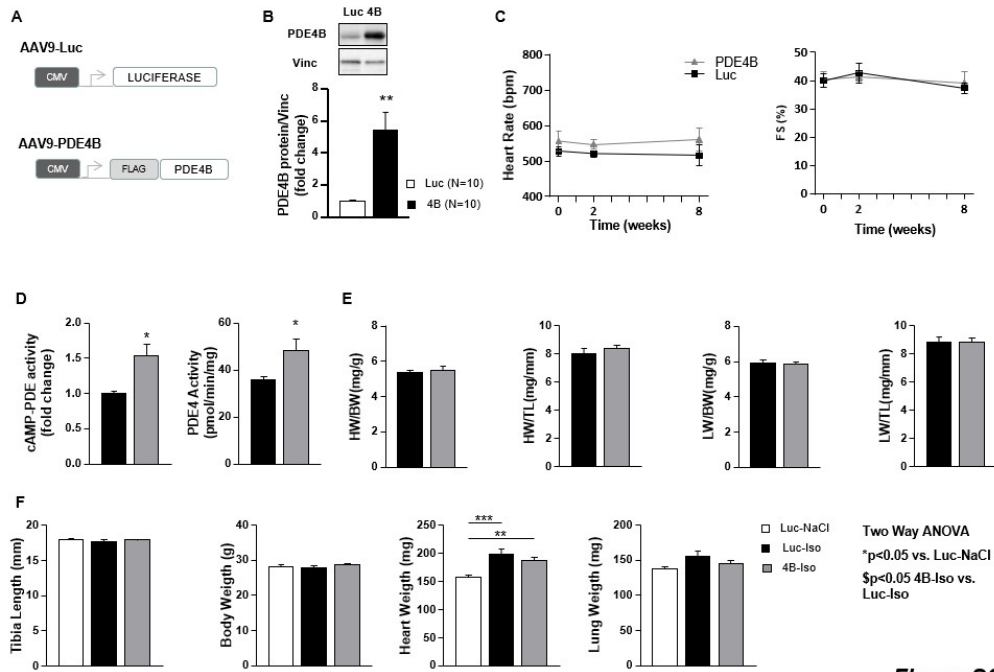 A
AAV9-Luc
CMV
LUCIFERASE
AAV9-PDE4B
CMV
FLAG
PDE4B
B
Luc 4B
PDE4B
Vinc
PDE4B protein/Vinc
(fold change)
8
6
4
2
0
**
Luc (N=10)
4B (N=10)
C
Heart Rate (bpm)
800
700
600
500
400
0
2
8
Time (weeks)
PDE4B
Luc
FS (%)
50
40
30
20
10
0
0
2
8
Time (weeks)
D
cAMP-PDE activity
(fold change)
2.0
1.5
1.0
0.5
0.0
*
PDE4 Activity
(pmol/min/mg)
60
40
20
0
*
E
HW/BW(mg/g)
8
6
4
2
0
HW/TL(mg/mm)
10
8
6
4
2
0
LW/BW(mg/g)
8
6
4
2
0
LW/TL(mg/mm)
10
8
6
4
2
0
F
Tibia Length (mm)
20
15
10
5
0
Body Weigth (g)
40
30
20
10
0
Heart Weigth (mg)
250
200
150
100
50
0
***
**
Lung Weigth (mg)
200
150
100
50
0
Luc-NaCl
Luc-Iso
4B-Iso
Two Way ANOVA
*p<0.05 vs. Luc-NaCl
$p<0.05 4B-Iso vs.
Luc-Iso